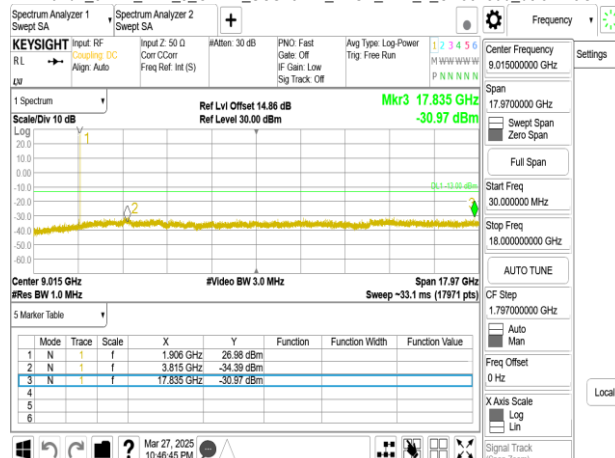 Spectrum Analyzer 1
Swept SA
Spectrum Analyzer 2
Swept SA
+
Frequency
KEYSIGHT
RL
Input: RF
Coupling: DC
Align: Auto
Input Z: 50 Ω
Corr CCorr
Freq Ref: Int (S)
#Atten: 30 dB
PNO: Fast
Gate: Off
IF Gain: Low
Sig Track: Off
Avg Type: Log-Power
Trig: Free Run
1 2 3 4 5 6
M W W W W W
P N N N N N
1 Spectrum
Scale/Div 10 dB
Ref Lvl Offset 14.86 dB
Ref Level 30.00 dBm
Mkr3 17.835 GHz
-30.97 dBm
Log
20.0
10.0
0.00
-10.0
-20.0
-30.0
-40.0
-50.0
-60.0
1
2
DL1 -13.00 dBm
Center 9.015 GHz
#Res BW 1.0 MHz
#Video BW 3.0 MHz
Span 17.97 GHz
Sweep ~33.1 ms (17971 pts)
5 Marker Table
Mode Trace Scale X Y Function Function Width Function Value
1 N 1 f 1.906 GHz 26.98 dBm
2 N 1 f 3.815 GHz -34.39 dBm
3 N 1 f 17.835 GHz -30.97 dBm
4
5
6
Mar 27, 2025
10:46:45 PM
?
Center Frequency
9.015000000 GHz
Settings
Span
17.9700000 GHz
Swept Span
Zero Span
Full Span
Start Freq
30.000000 MHz
Stop Freq
18.000000000 GHz
AUTO TUNE
CF Step
1.797000000 GHz
Auto
Man
Freq Offset
0 Hz
X Axis Scale
Log
Lin
Signal Track
Local